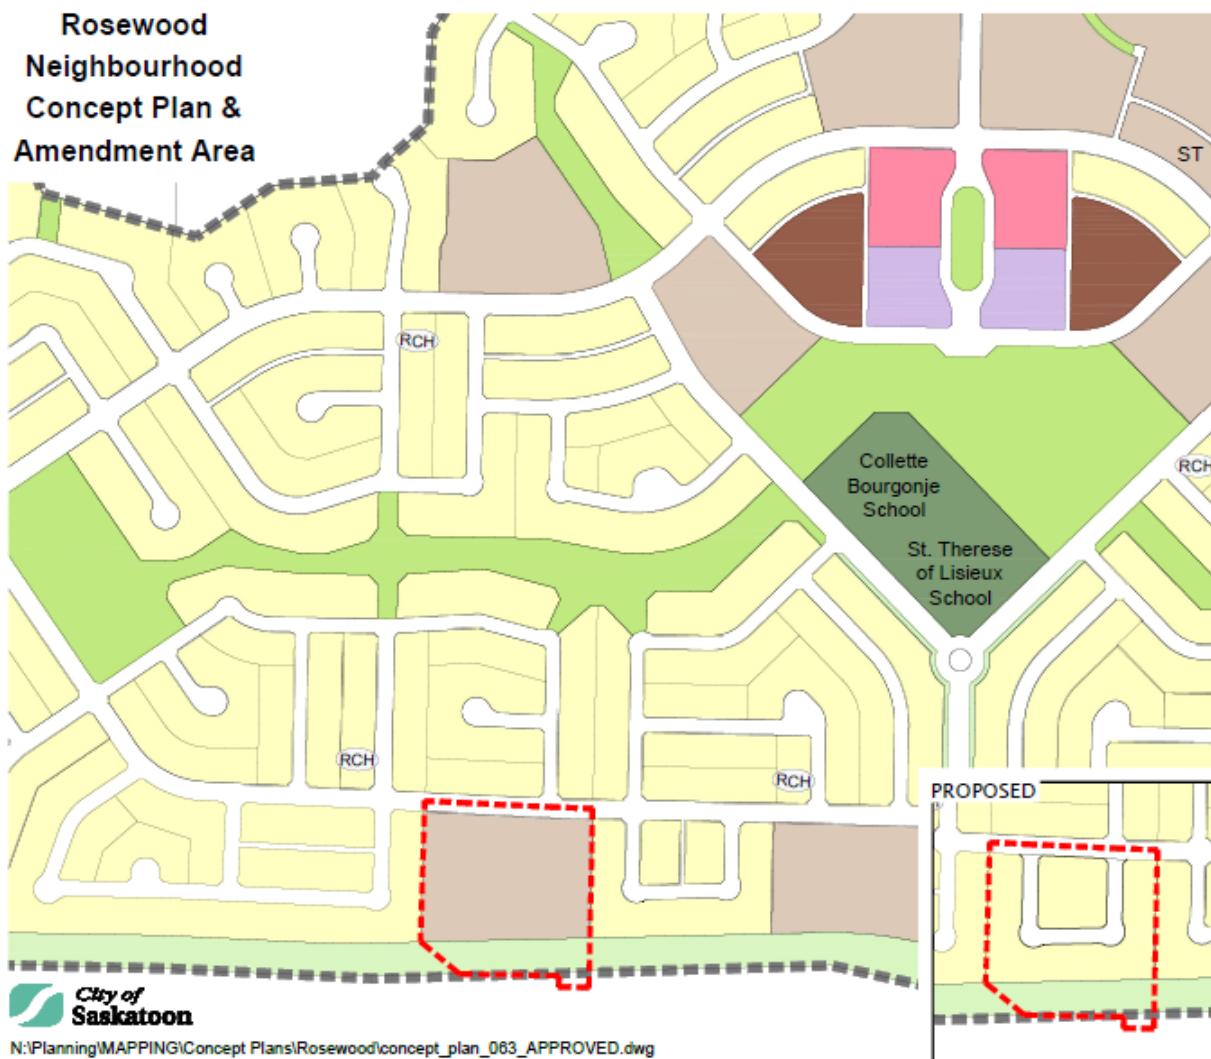 Rosewood
Neighbourhood
Concept Plan &
Amendment Area
ST
RCH
Collette
Bourgonje
School
RCH
St. Therese
of Lisieux
School
RCH
RCH
PROPOSED
City of
Saskatoon
N:\Planning\MAPPING\Concept Plans\Rosewood\concept_plan_063_APPROVED.dwg